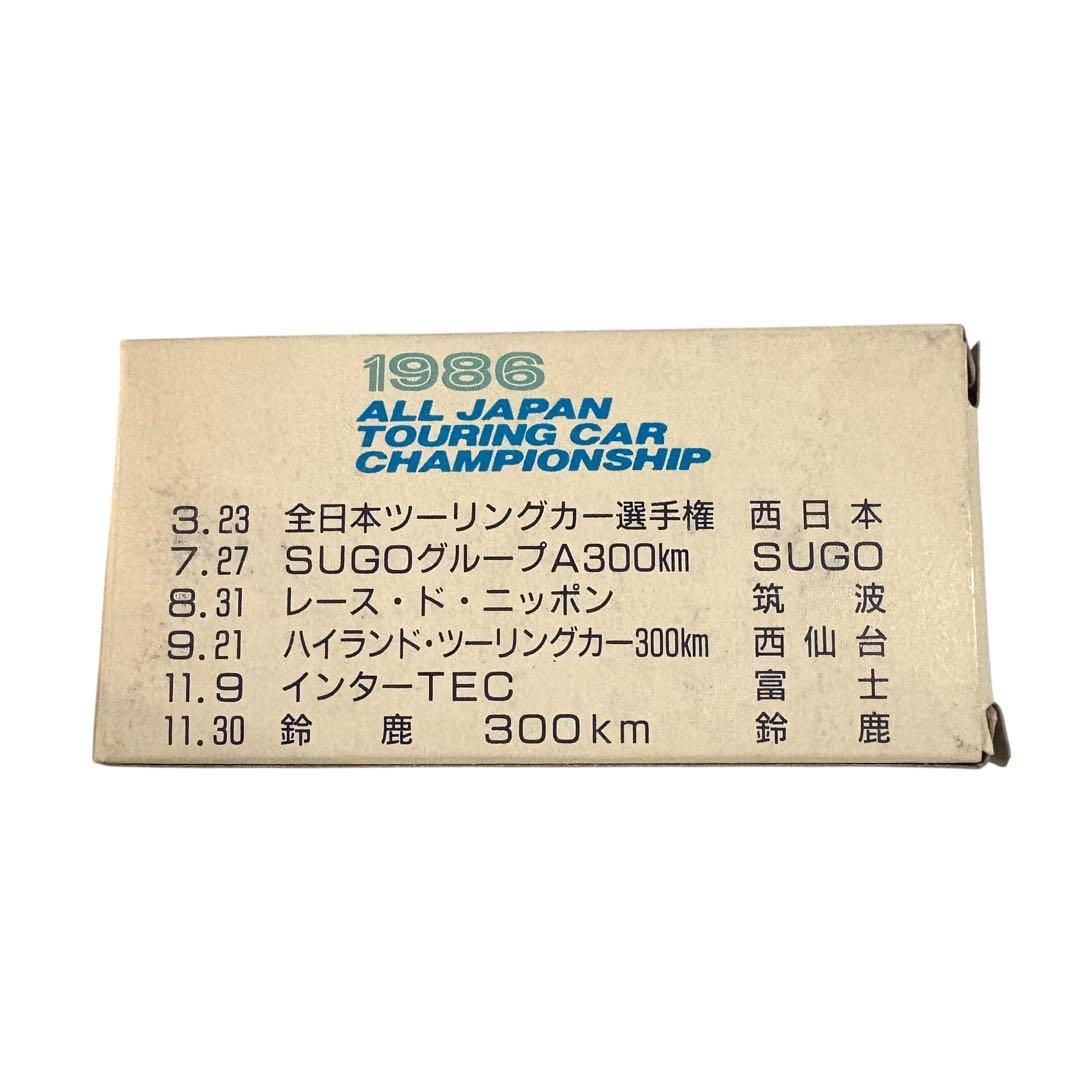 1986
ALL JAPAN
TOURING CAR
CHAMPIONSHIP
3.23 全日本ツーリングカー選手権 西日本
7.27 SUGOグループA300km SUGO
8.31 レース・ド・ニッポン 筑波
9.21 ハイランド・ツーリングカー300km 西仙台
11.9 インターTEC 富士
11.30 鈴鹿 300km 鈴鹿